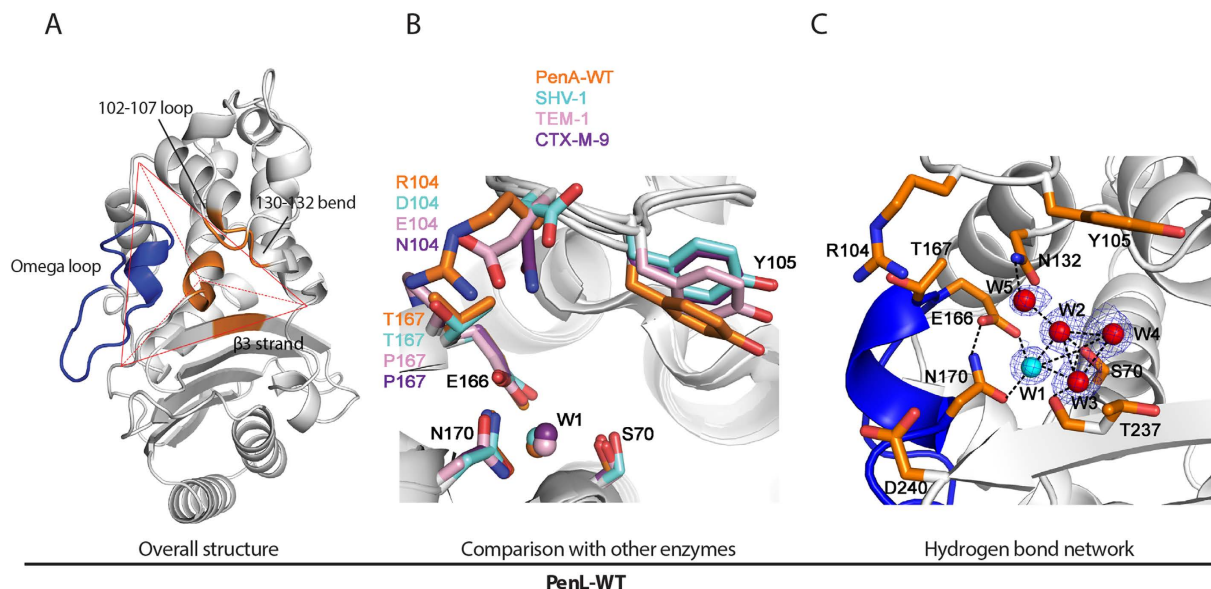 A
B
C
102-107 loop
130-132 bend
Omega loop
β3 strand
PenA-WT
SHV-1
TEM-1
CTX-M-9
R104
D104
E104
N104
Y105
T167
T167
P167
P167
E166
N170
W1
S70
R104
T167
N132
Y105
W5
E166
W2
W4
N170
S70
W1
W3
T237
D240
Overall structure
Comparison with other enzymes
Hydrogen bond network
PenL-WT